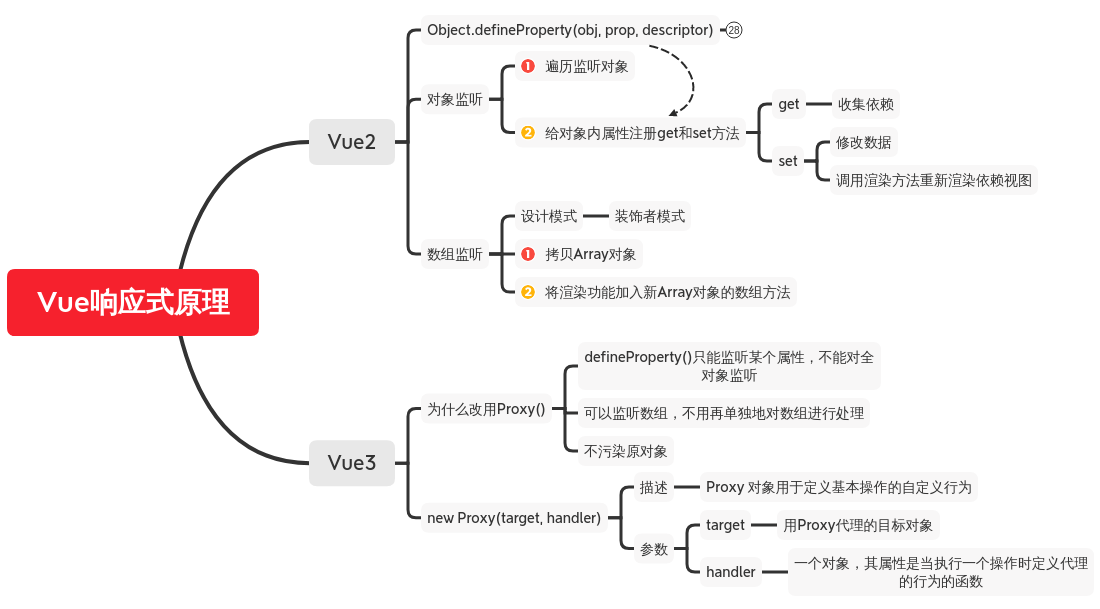 Vue响应式原理
Vue2
Object.defineProperty(obj, prop, descriptor)
28
对象监听
1 遍历监听对象
2 给对象内属性注册get和set方法
get
收集依赖
set
修改数据
调用渲染方法重新渲染依赖视图
数组监听
设计模式
装饰者模式
1 拷贝Array对象
2 将渲染功能加入新Array对象的数组方法
Vue3
为什么改用Proxy()
defineProperty()只能监听某个属性，不能对全
对象监听
可以监听数组，不用再单独地对数组进行处理
不污染原对象
new Proxy(target, handler)
描述
Proxy 对象用于定义基本操作的自定义行为
参数
target
用Proxy代理的目标对象
handler
一个对象，其属性是当执行一个操作时定义代理
的行为的函数